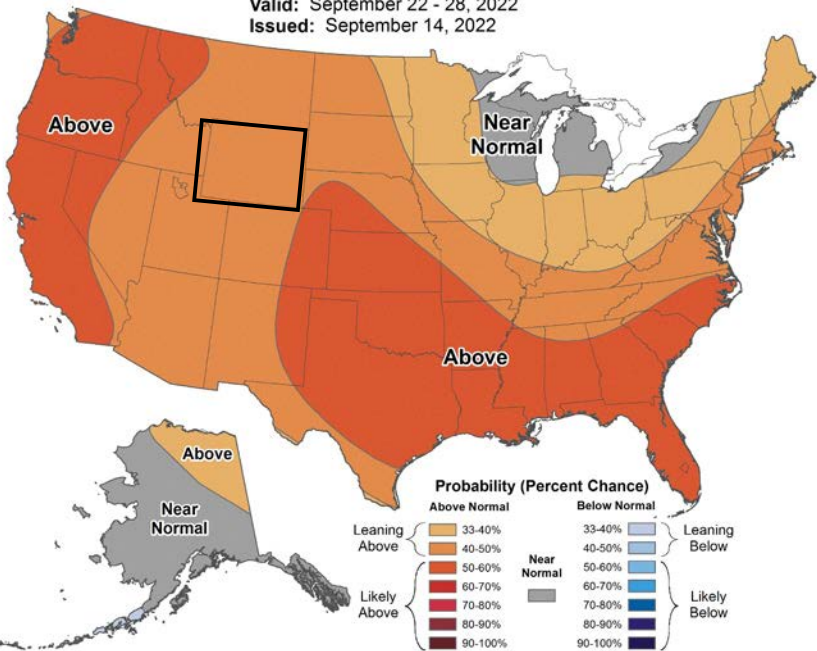 Valid: September 22 - 28, 2022
Issued: September 14, 2022
Above
Near
Normal
Above
Above
Near
Normal
Probability (Percent Chance)
Above Normal
Below Normal
Leaning
Above
33-40%
40-50%
Likely
Above
50-60%
60-70%
70-80%
80-90%
90-100%
Near
Normal
33-40%
40-50%
Leaning
Below
50-60%
60-70%
70-80%
80-90%
90-100%
Likely
Below